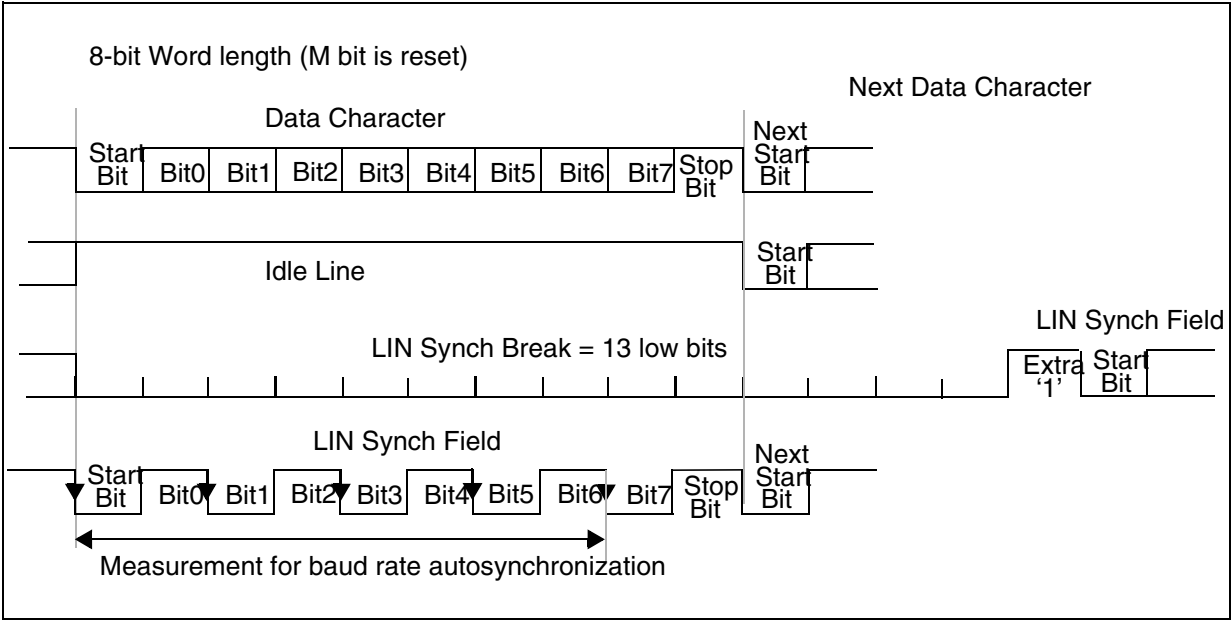 8-bit Word length (M bit is reset)
Next Data Character
Data Character
Start Bit
Bit0
Bit1
Bit2
Bit3
Bit4
Bit5
Bit6
Bit7
Stop Bit
Next Start Bit
Idle Line
Start Bit
LIN Synch Field
LIN Synch Break = 13 low bits
Extra ‘1’
Start Bit
LIN Synch Field
Start Bit
Bit0
Bit1
Bit2
Bit3
Bit4
Bit5
Bit6
Bit7
Stop Bit
Next Start Bit
Measurement for baud rate autosynchronization